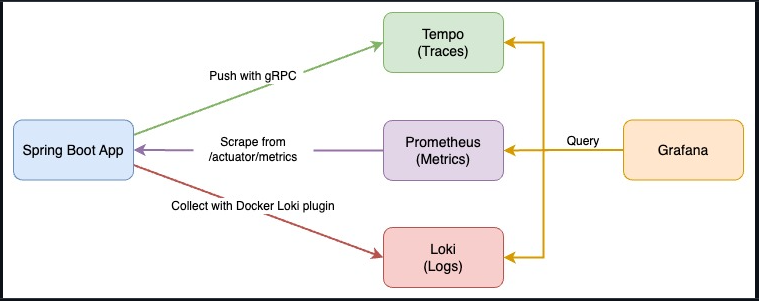 Tempo
(Traces)
Push with gRPC
Spring Boot App
Scrape from
/actuator/metrics
Prometheus
(Metrics)
Query
Grafana
Collect with Docker Loki plugin
Loki
(Logs)